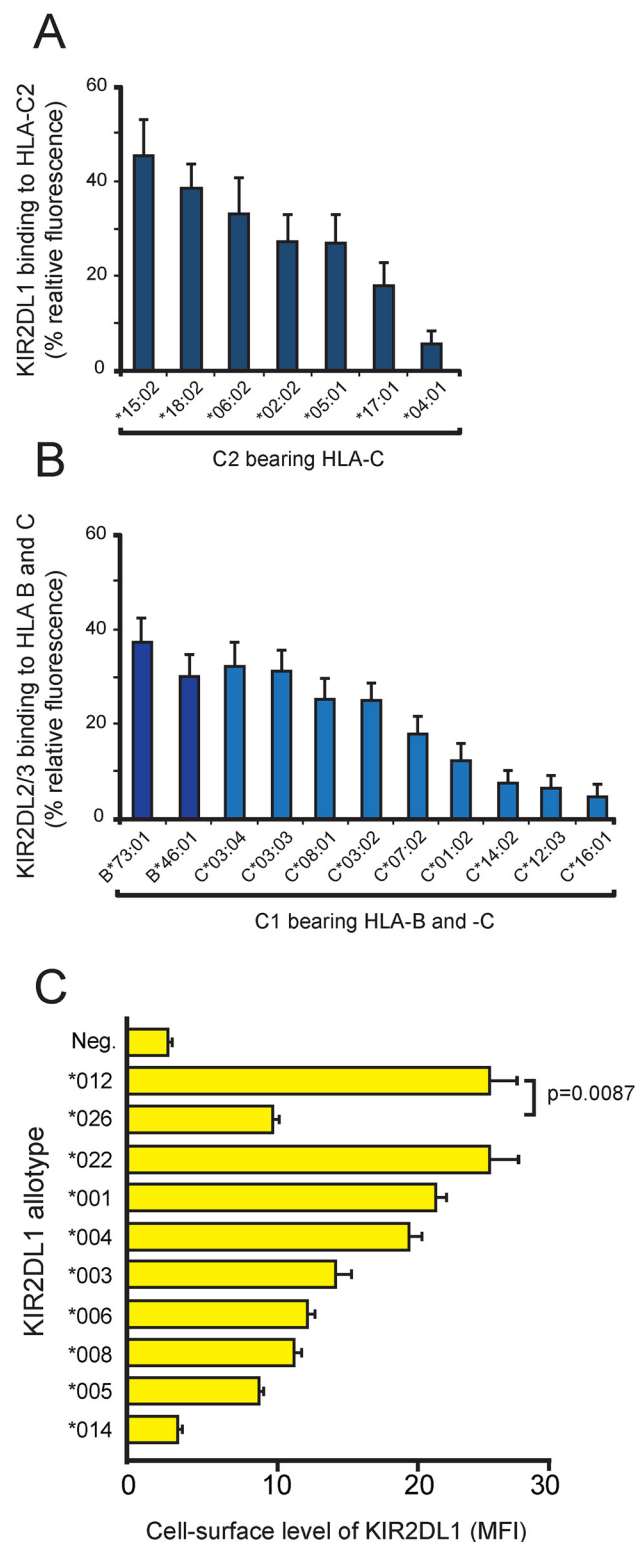 A
KIR2DL1 binding to HLA-C2
(% realtive fluorescence)
60
40
20
0
*15:02
*18:02
*06:02
*02:02
*05:01
*17:01
*04:01
C2 bearing HLA-C
B
KIR2DL2/3 binding to HLA B and C
(% relative fluorescence)
60
40
20
0
B*73:01
B*46:01
C*03:04
C*03:03
C*08:01
C*03:02
C*07:02
C*01:02
C*14:02
C*12:03
C*16:01
C1 bearing HLA-B and -C
C
KIR2DL1 allotype
Neg.
*012
p=0.0087
*026
*022
*001
*004
*003
*006
*008
*005
*014
0 10 20 30
Cell-surface level of KIR2DL1 (MFI)